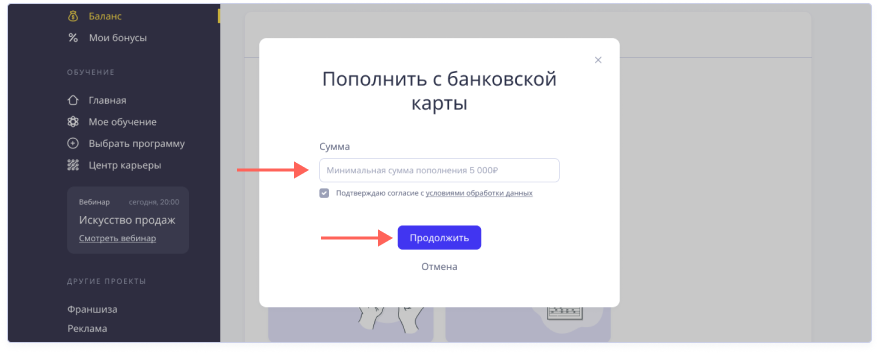 Баланс
Мои бонусы
ОБУЧЕНИЕ
Главная
Мое обучение
Выбрать программу
Центр карьеры
Вебинар сегодня, 20:00
Искусство продаж
Смотреть вебинар
ДРУГИЕ ПРОЕКТЫ
Франшиза
Реклама
Пополнить с банковской
карты
Сумма
Минимальная сумма пополнения 5 000₽
Подтверждаю согласие с условиями обработки данных
Продолжить
Отмена